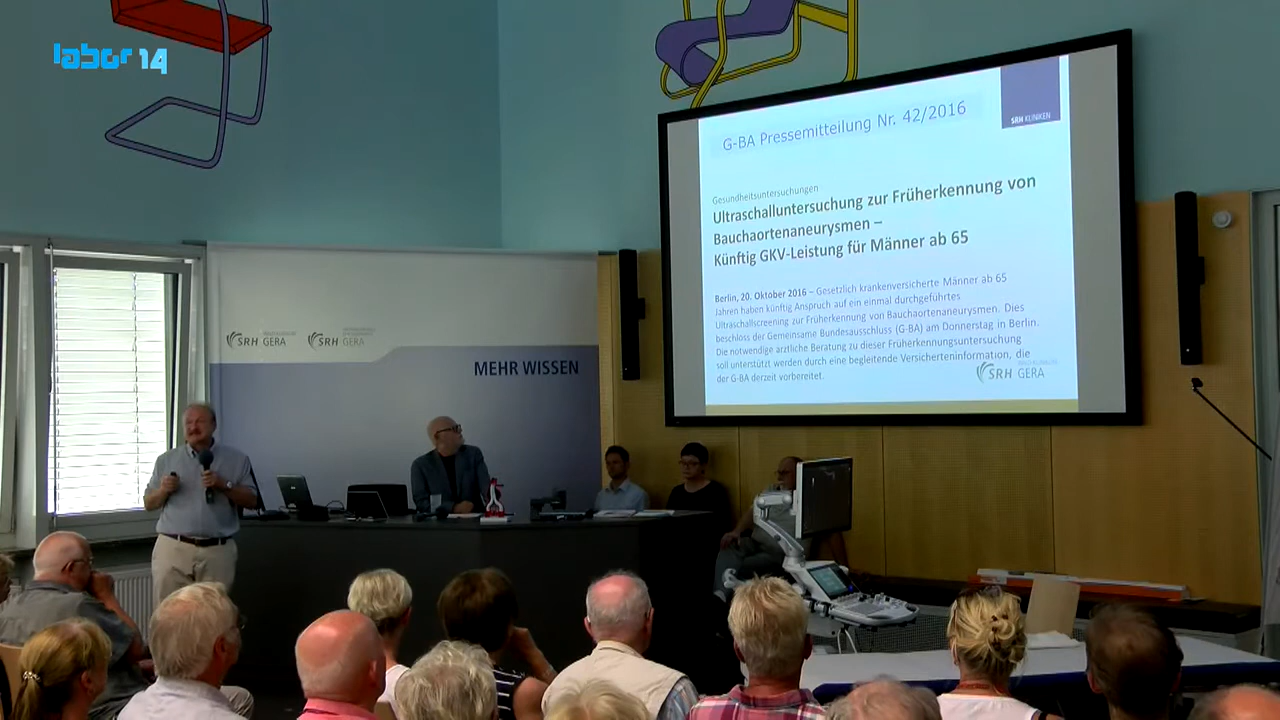 labor 14
G-BA Pressemitteilung Nr. 42/2016
SRH KLINIKEN
Gesundheitsuntersuchungen
Ultraschalluntersuchung zur Früherkennung von
Bauchaortenaneurysmen –
Künftig GKV-Leistung für Männer ab 65
Berlin, 20. Oktober 2016 – Gesetzlich krankenversicherte Männer ab 65
Jahren haben künftig Anspruch auf ein einmal durchgeführtes
Ultraschallscreening zur Früherkennung von Bauchaortenaneurysmen. Dies
beschloss der Gemeinsame Bundesausschuss (G-BA) am Donnerstag in Berlin.
Die notwendige ärztliche Beratung zu dieser Früherkennungsuntersuchung
soll unterstützt werden durch eine begleitende Versicherteninformation, die
der G-BA derzeit vorbereitet.
SRH GERA
SRH GERA
SRH GERA
MEHR WISSEN